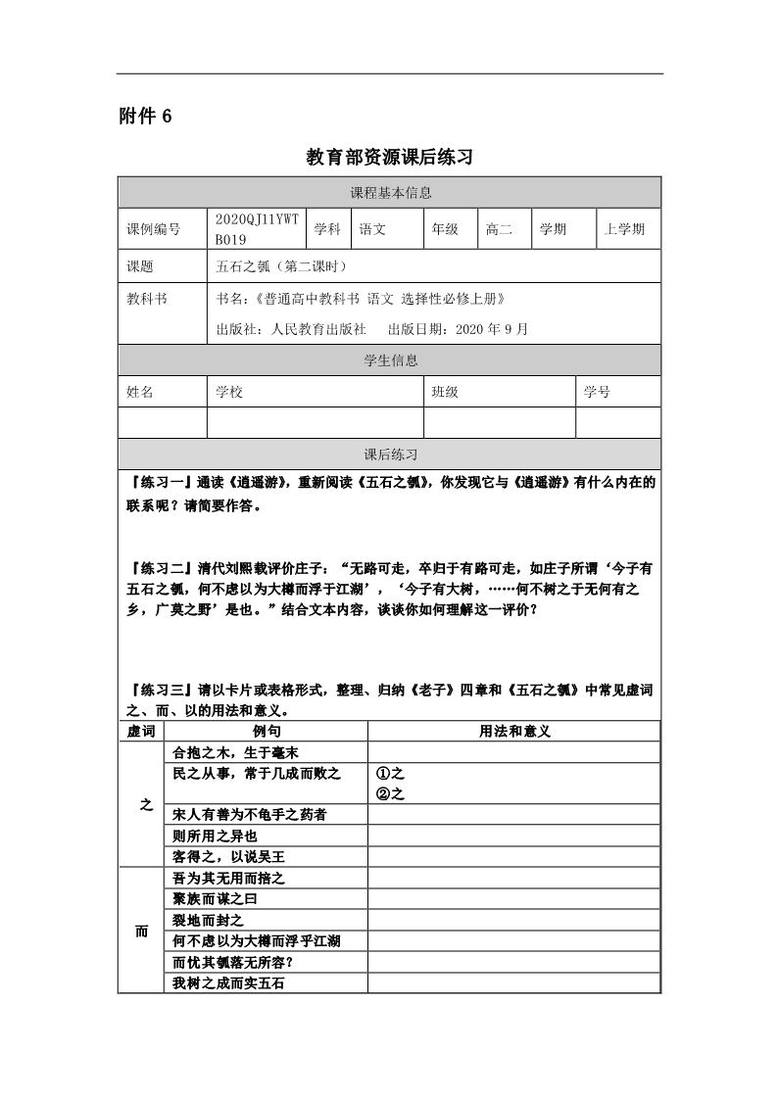 附件 6
教育部资源课后练习
课程基本信息
课例编号 2020QJ11YWTB019 学科 语文 年级 高二 学期 上学期
课题 五石之瓠（第二课时）
教科书 书名：《普通高中教科书 语文 选择性必修上册》
出版社：人民教育出版社 出版日期：2020 年 9 月
学生信息
姓名 学校 班级 学号
课后练习
『练习一』通读《逍遥游》，重新阅读《五石之瓠》，你发现它与《逍遥游》有什么内在的
联系呢？请简要作答。
『练习二』清代刘熙载评价庄子：“无路可走，卒归于有路可走，如庄子所谓‘今子有
五石之瓠，何不虑以为大樽而浮于江湖’，‘今子有大树，……何不树之于无何有之
乡，广莫之野’是也。”结合文本内容，谈谈你如何理解这一评价？
『练习三』请以卡片或表格形式，整理、归纳《老子》四章和《五石之瓠》中常见虚词
之、而、以的用法和意义。
虚词 例句 用法和意义
之
合抱之木，生于毫末
民之从事，常于几成而败之 ①之
②之
宋人有善为不龟手之药者
则所用之异也
客得之，以说吴王
而
吾为其无用而掊之
聚族而谋之曰
裂地而封之
何不虑以为大樽而浮乎江湖
而忧其瓠落无所容？
我树之成而实五石